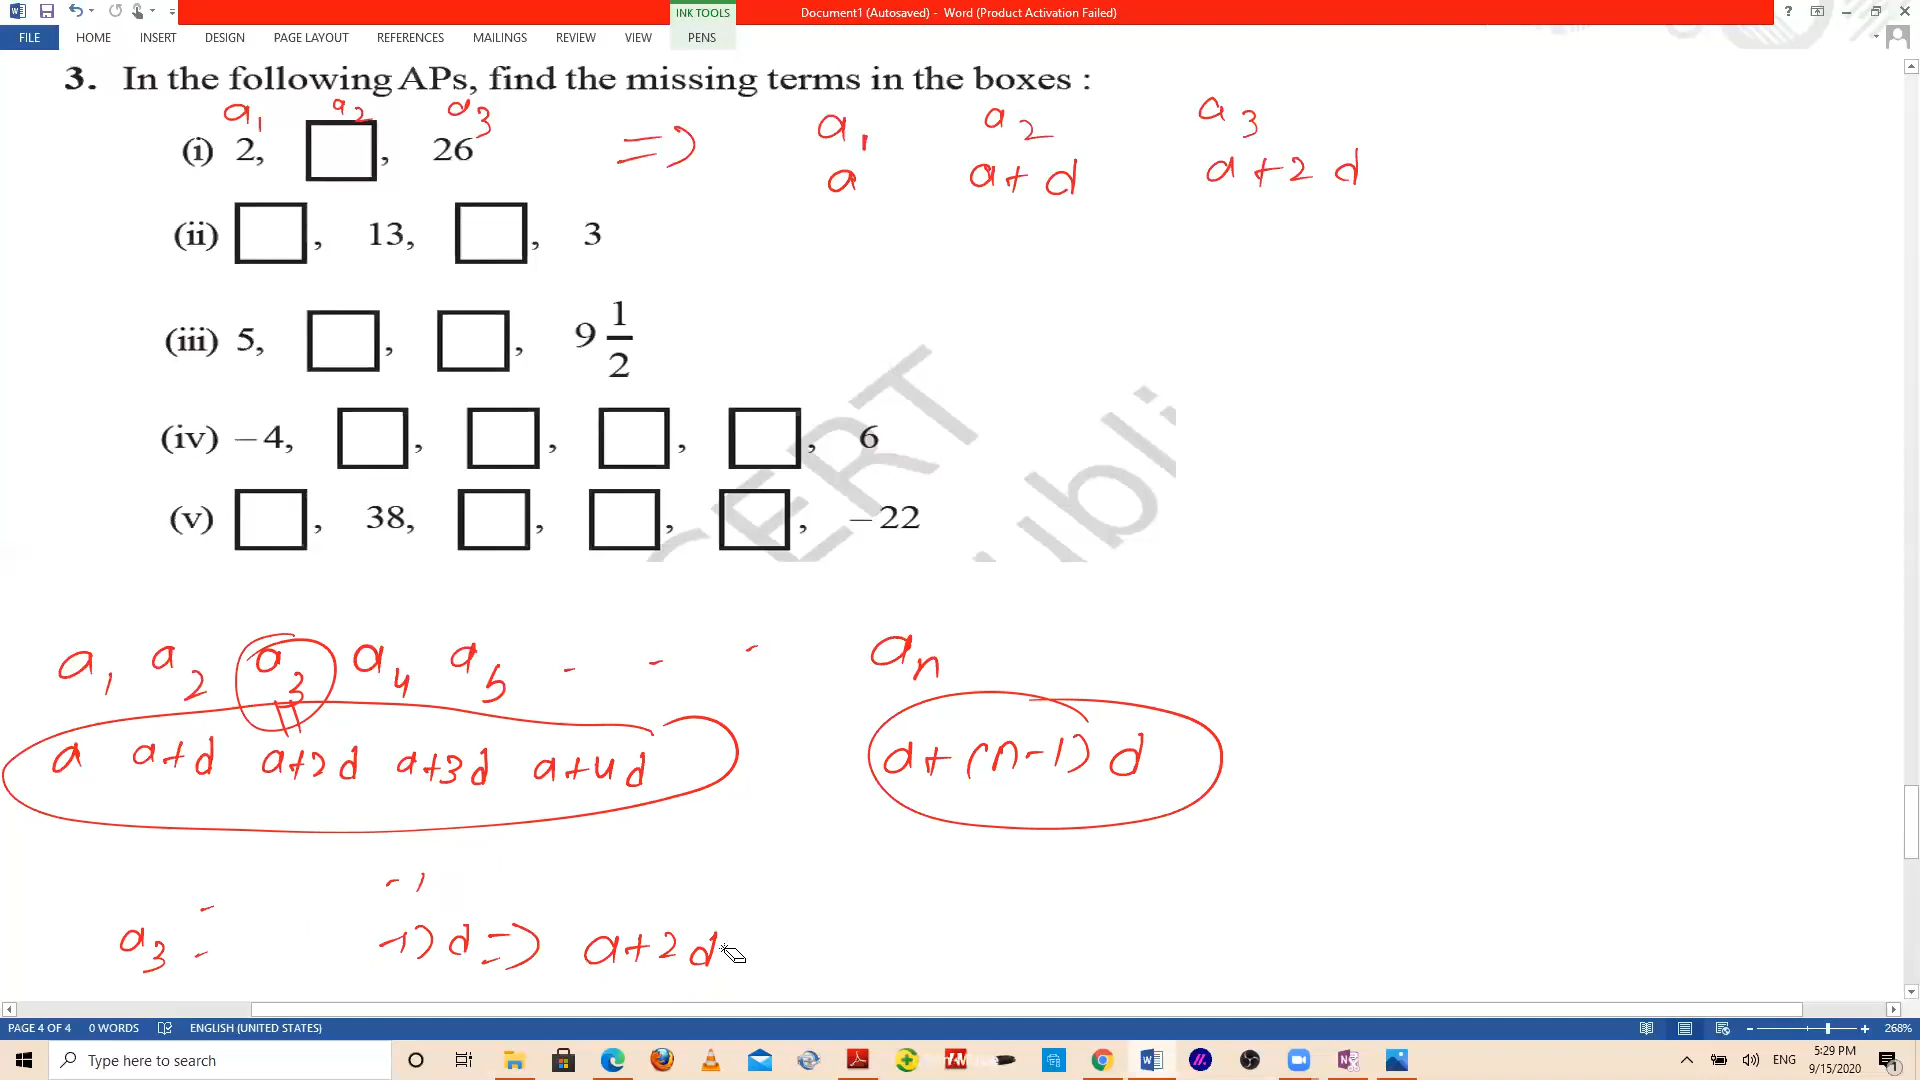 INK TOOLS
Document1 (Autosaved) - Word (Product Activation Failed)
FILE HOME INSERT DESIGN PAGE LAYOUT REFERENCES MAILINGS REVIEW VIEW PENS
3. In the following APs, find the missing terms in the boxes :
a1 a2 a3
(i) 2, , 26 => a1 a2 a3
a a+d a+2d
(ii) , 13, , 3
(iii) 5, , , 9 1/2
(iv) –4, , , , , 6
(v) , 38, , , , –22
a1 a2 a3 a4 a5 - - - an
a a+d a+2d a+3d a+4d a+(n-1)d
-1
a3 = -1) d => a+2d
PAGE 4 OF 4 0 WORDS ENGLISH (UNITED STATES) 268%
Type here to search
ENG
5:29 PM
9/15/2020